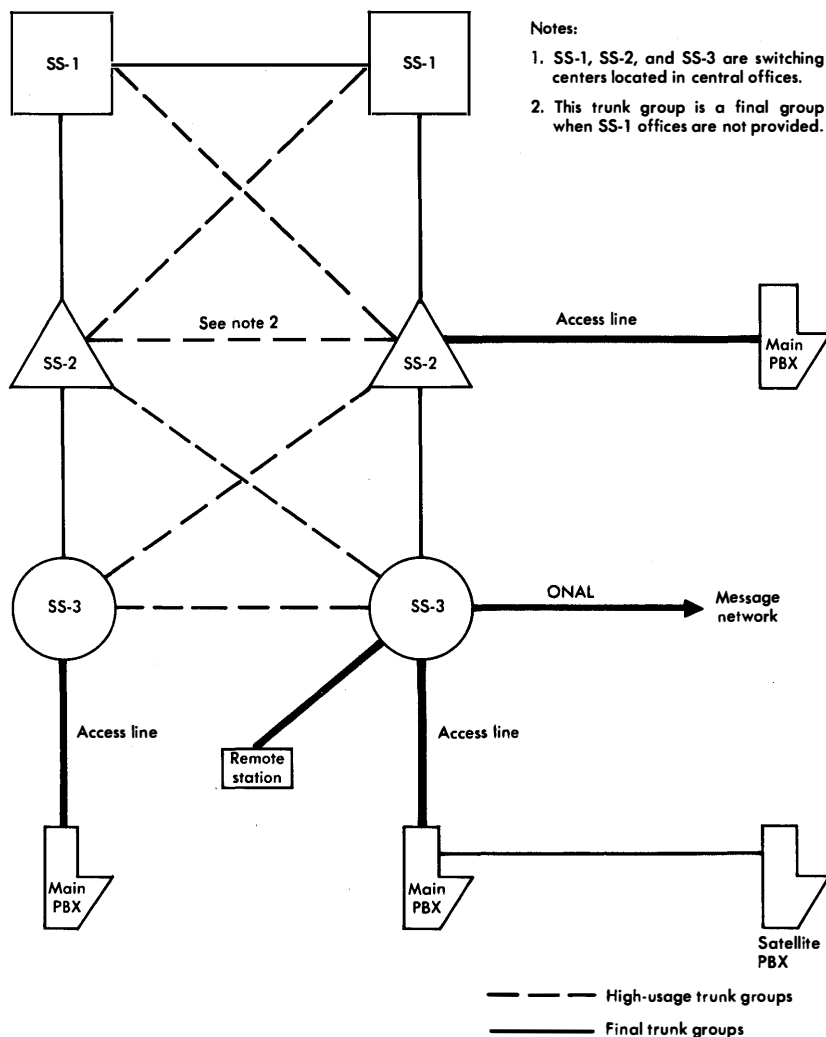 Notes:
1. SS-1, SS-2, and SS-3 are switching
centers located in central offices.
2. This trunk group is a final group
when SS-1 offices are not provided.
SS-1
SS-1
See note 2
Access line
SS-2
SS-2
Main
PBX
SS-3
SS-3
ONAL
Message
network
Access line
Access line
Remote
station
Main
PBX
Main
PBX
Satellite
PBX
High-usage trunk groups
Final trunk groups